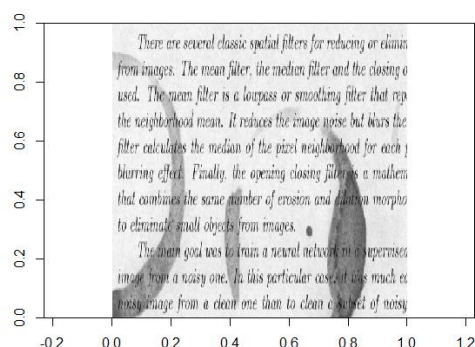 1.0
0.8
0.6
0.4
0.2
0.0
There are several classic spatial filters for reducing or elimin
from images. The mean filter, the median filter and the closing o
used. The mean filter is a lowpass or smoothing filter that rep
the neighborhood mean. It reduces the image noise but blurs the
filter calculates the median of the pixel neighborhood for each
blurring effect. Finally, the opening closing filter is a mathem
that combines the same number of erosion and dilation morpho
to eliminate small objects from images.
The main goal was to train a neural network in a supervised
image from a noisy one. In this particular case it was much ea
noisy image from a clean one than to clean a subset of noisy
-0.2 0.0 0.2 0.4 0.6 0.8 1.0 1.2